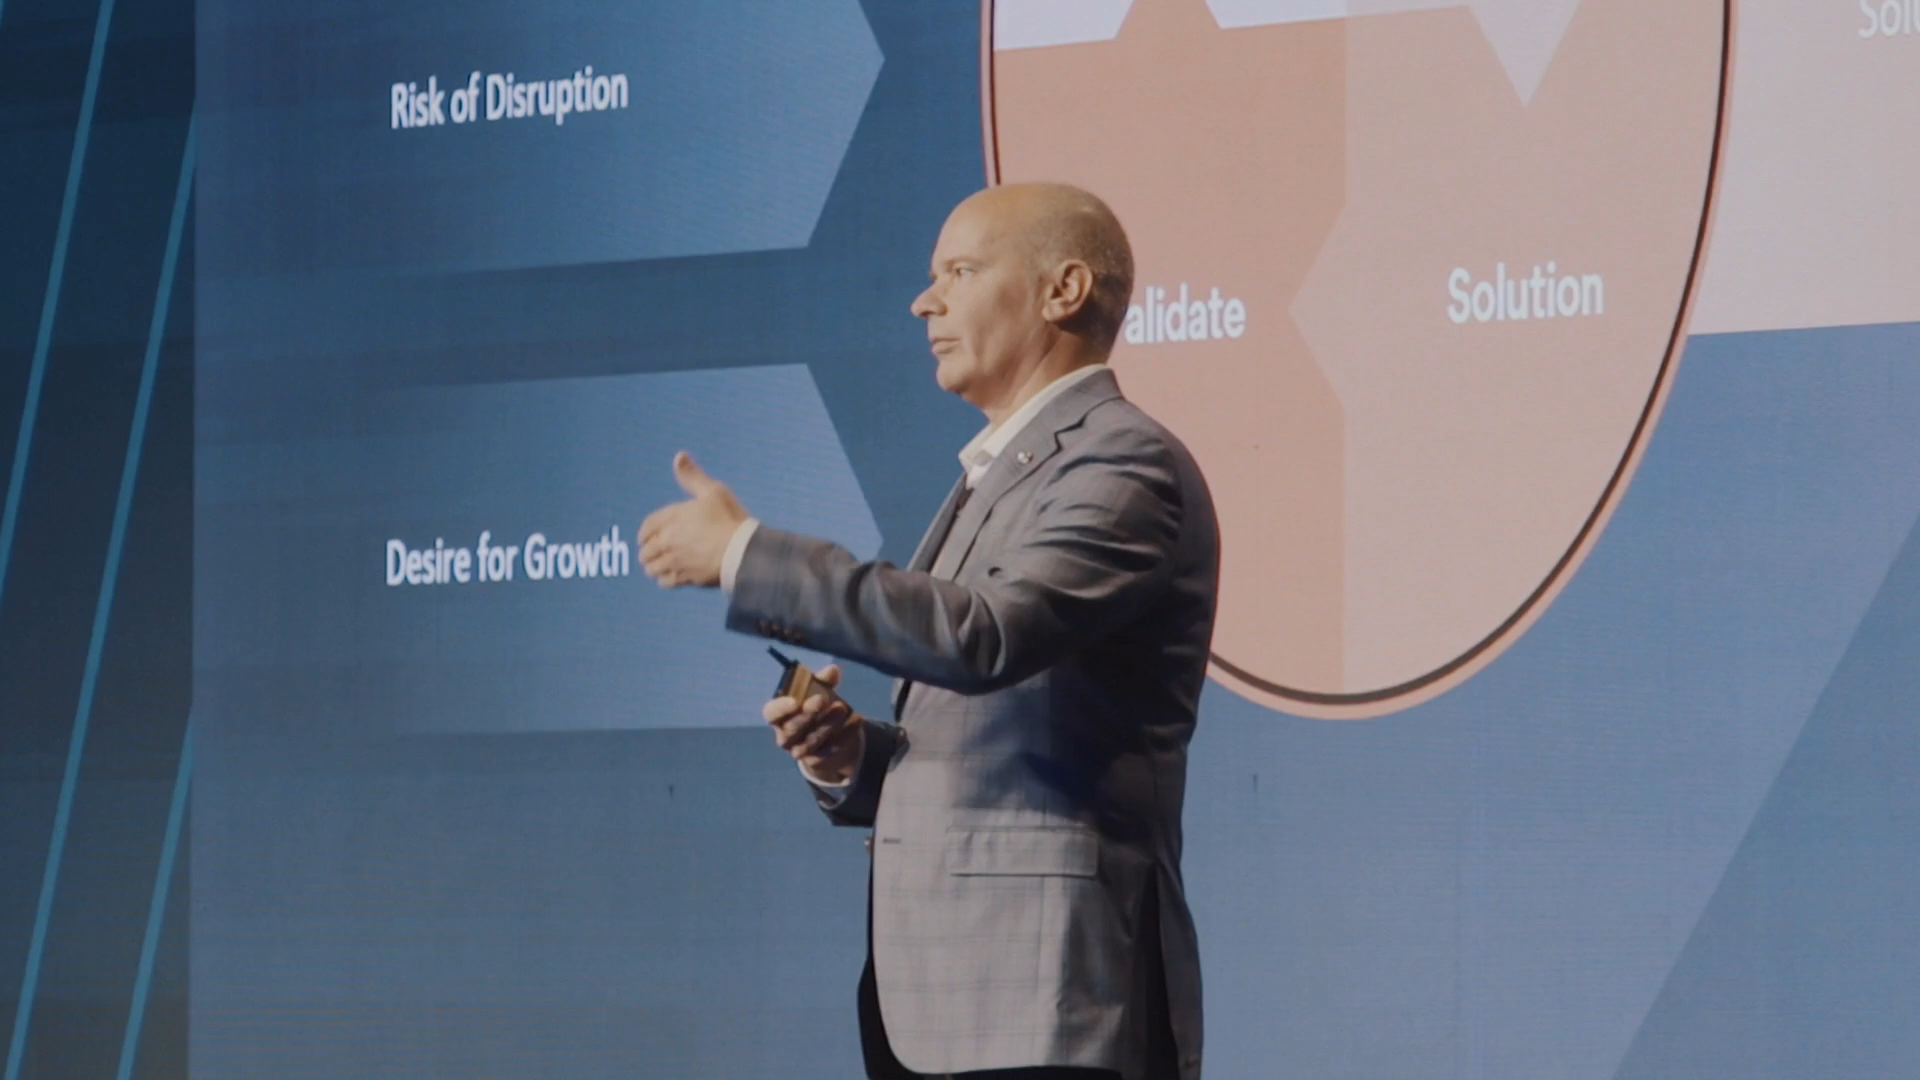 Risk of Disruption
Desire for Growth
alidate
Solution